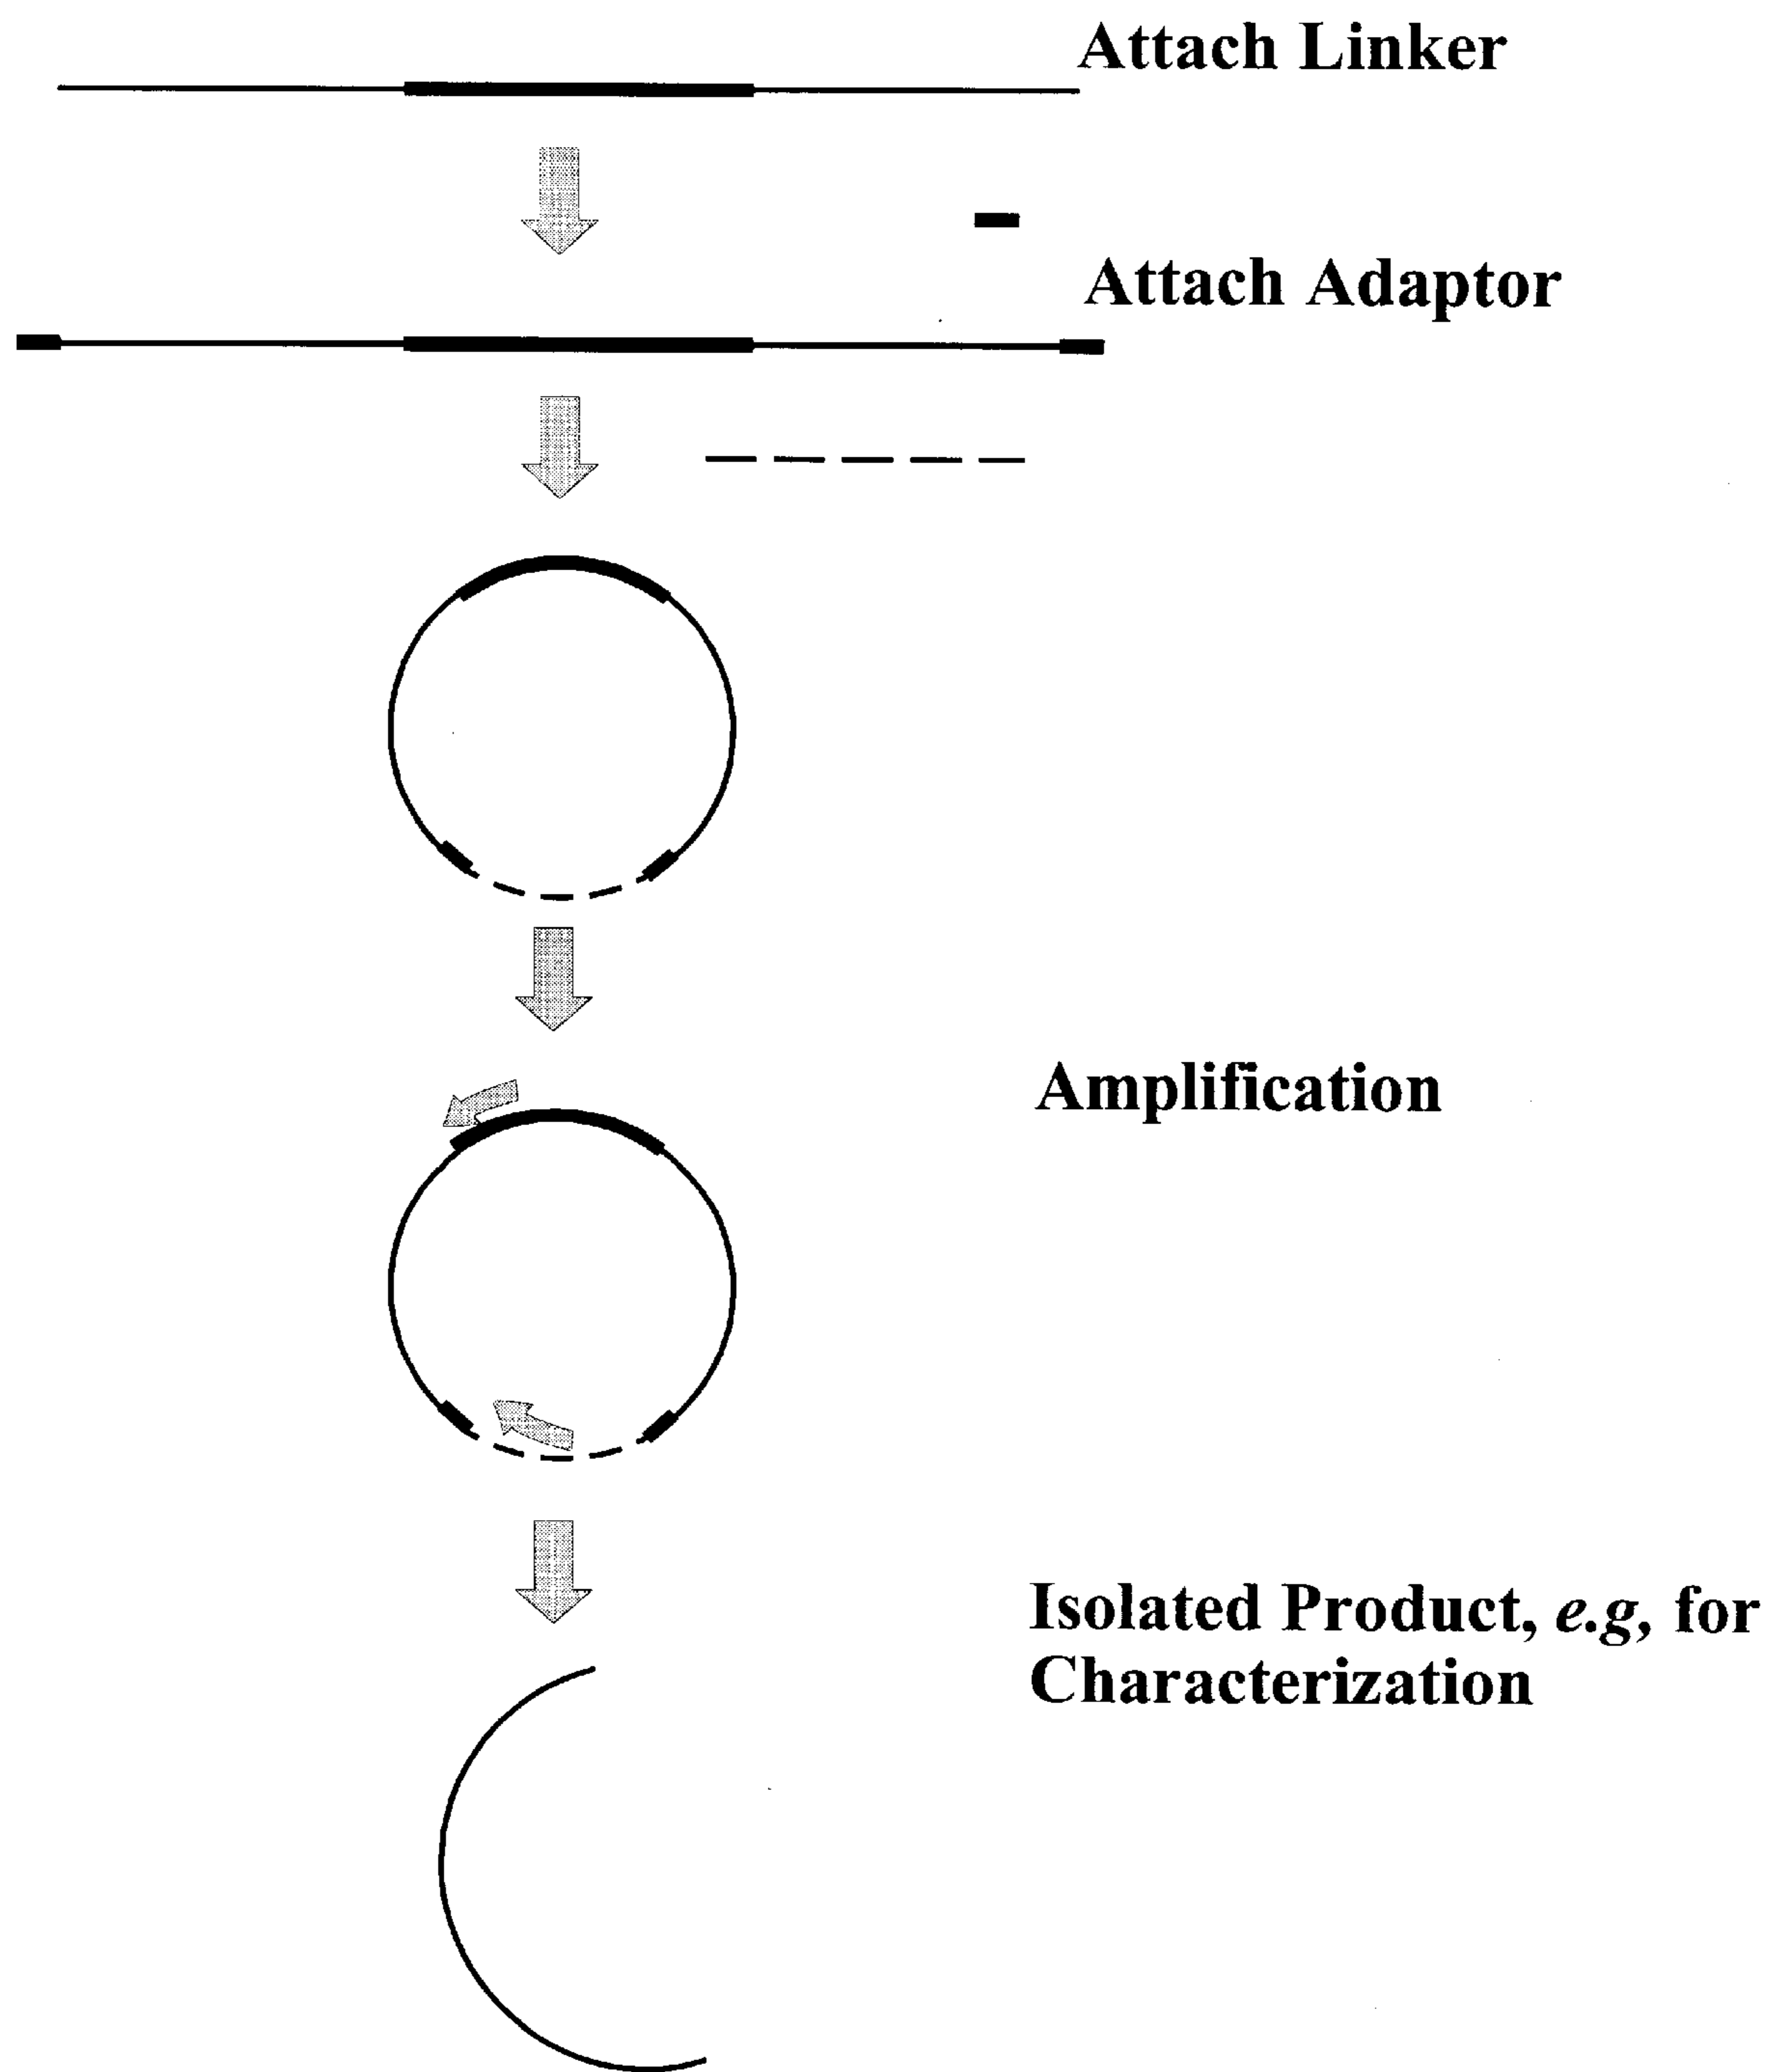 Attach Linker
Attach Adaptor
Amplification
Isolated Product, e.g, for
Characterization